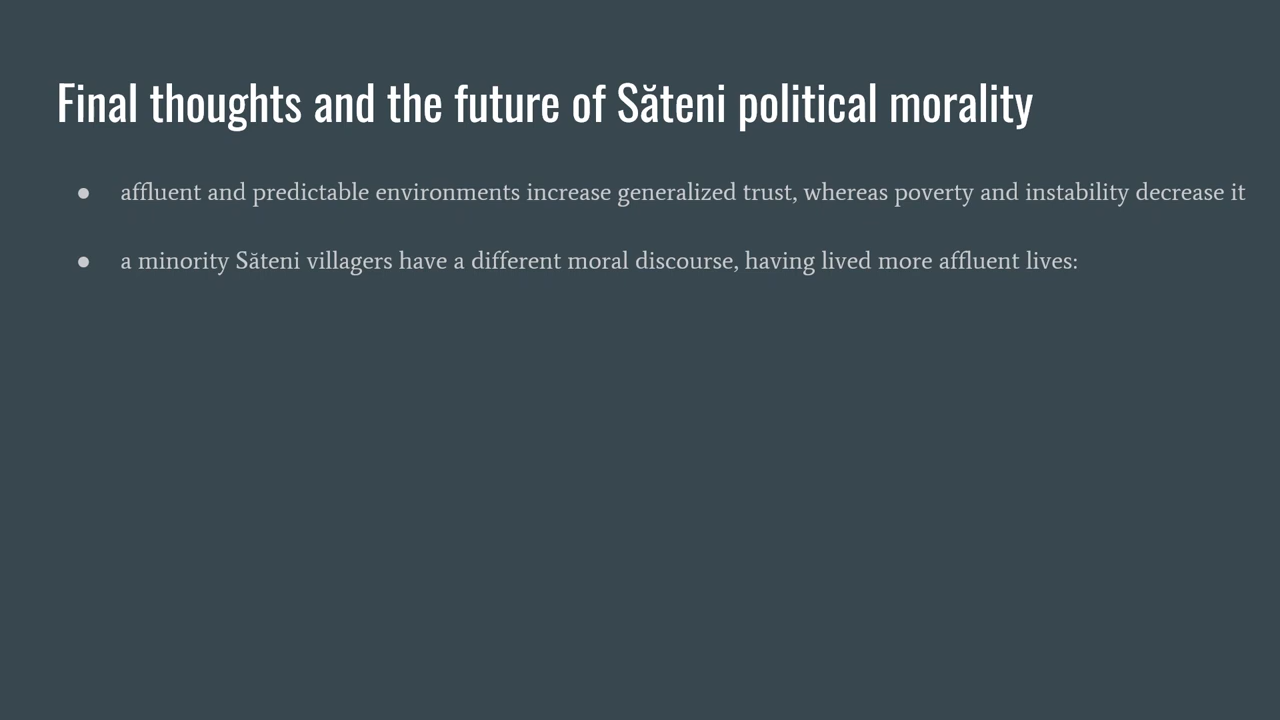 Final thoughts and the future of Săteni political morality
● affluent and predictable environments increase generalized trust, whereas poverty and instability decrease it
● a minority Săteni villagers have a different moral discourse, having lived more affluent lives: